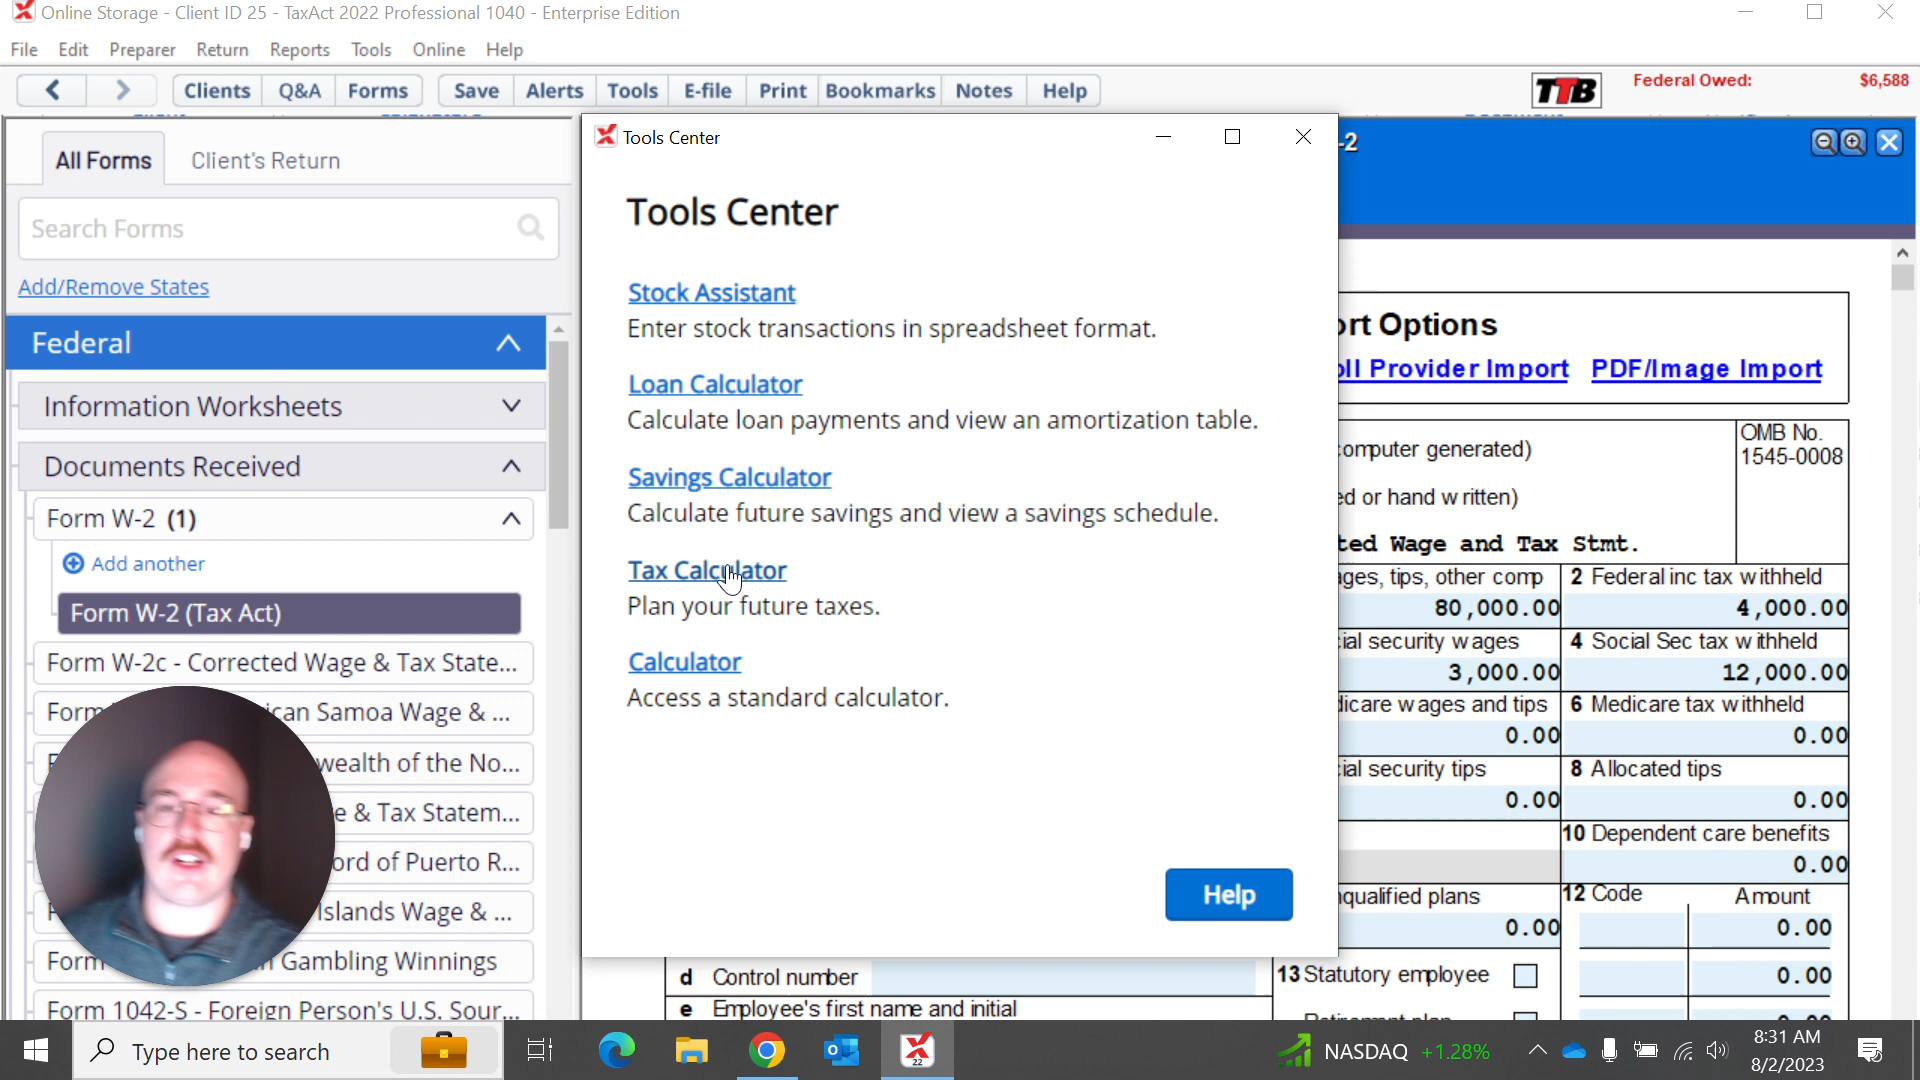 Online Storage - Client ID 25 - TaxAct 2022 Professional 1040 - Enterprise Edition
File Edit Preparer Return Reports Tools Online Help
Clients Q&A Forms Save Alerts Tools E-file Print Bookmarks Notes Help
TTB
Federal Owed: $6,588
All Forms Client's Return
Search Forms
Add/Remove States
Federal
Information Worksheets
Documents Received
Form W-2 (1)
Add another
Form W-2 (Tax Act)
Form W-2c - Corrected Wage & Tax State...
Form ican Samoa Wage & ...
wealth of the No...
e & Tax Statem...
ord of Puerto R...
Islands Wage & ...
Form Gambling Winnings
Form 1042-S - Foreign Person's U.S. Sour...
Tools Center
Tools Center
Stock Assistant
Enter stock transactions in spreadsheet format.
Loan Calculator
Calculate loan payments and view an amortization table.
Savings Calculator
Calculate future savings and view a savings schedule.
Tax Calculator
Plan your future taxes.
Calculator
Access a standard calculator.
Help
-2
ort Options
oll Provider Import PDF/Image Import
computer generated)
OMB No.
1545-0008
ed or hand written)
ted Wage and Tax Stmt.
ages, tips, other comp 2 Federal inc tax withheld
80,000.00 4,000.00
ial security wages 4 Social Sec tax withheld
3,000.00 12,000.00
dicare wages and tips 6 Medicare tax withheld
0.00 0.00
ial security tips 8 Allocated tips
0.00 0.00
10 Dependent care benefits
0.00
nqualified plans 12 Code Amount
0.00 0.00
d Control number 13 Statutory employee 0.00
e Employee's first name and initial
Type here to search
22
NASDAQ +1.28%
8:31 AM
8/2/2023